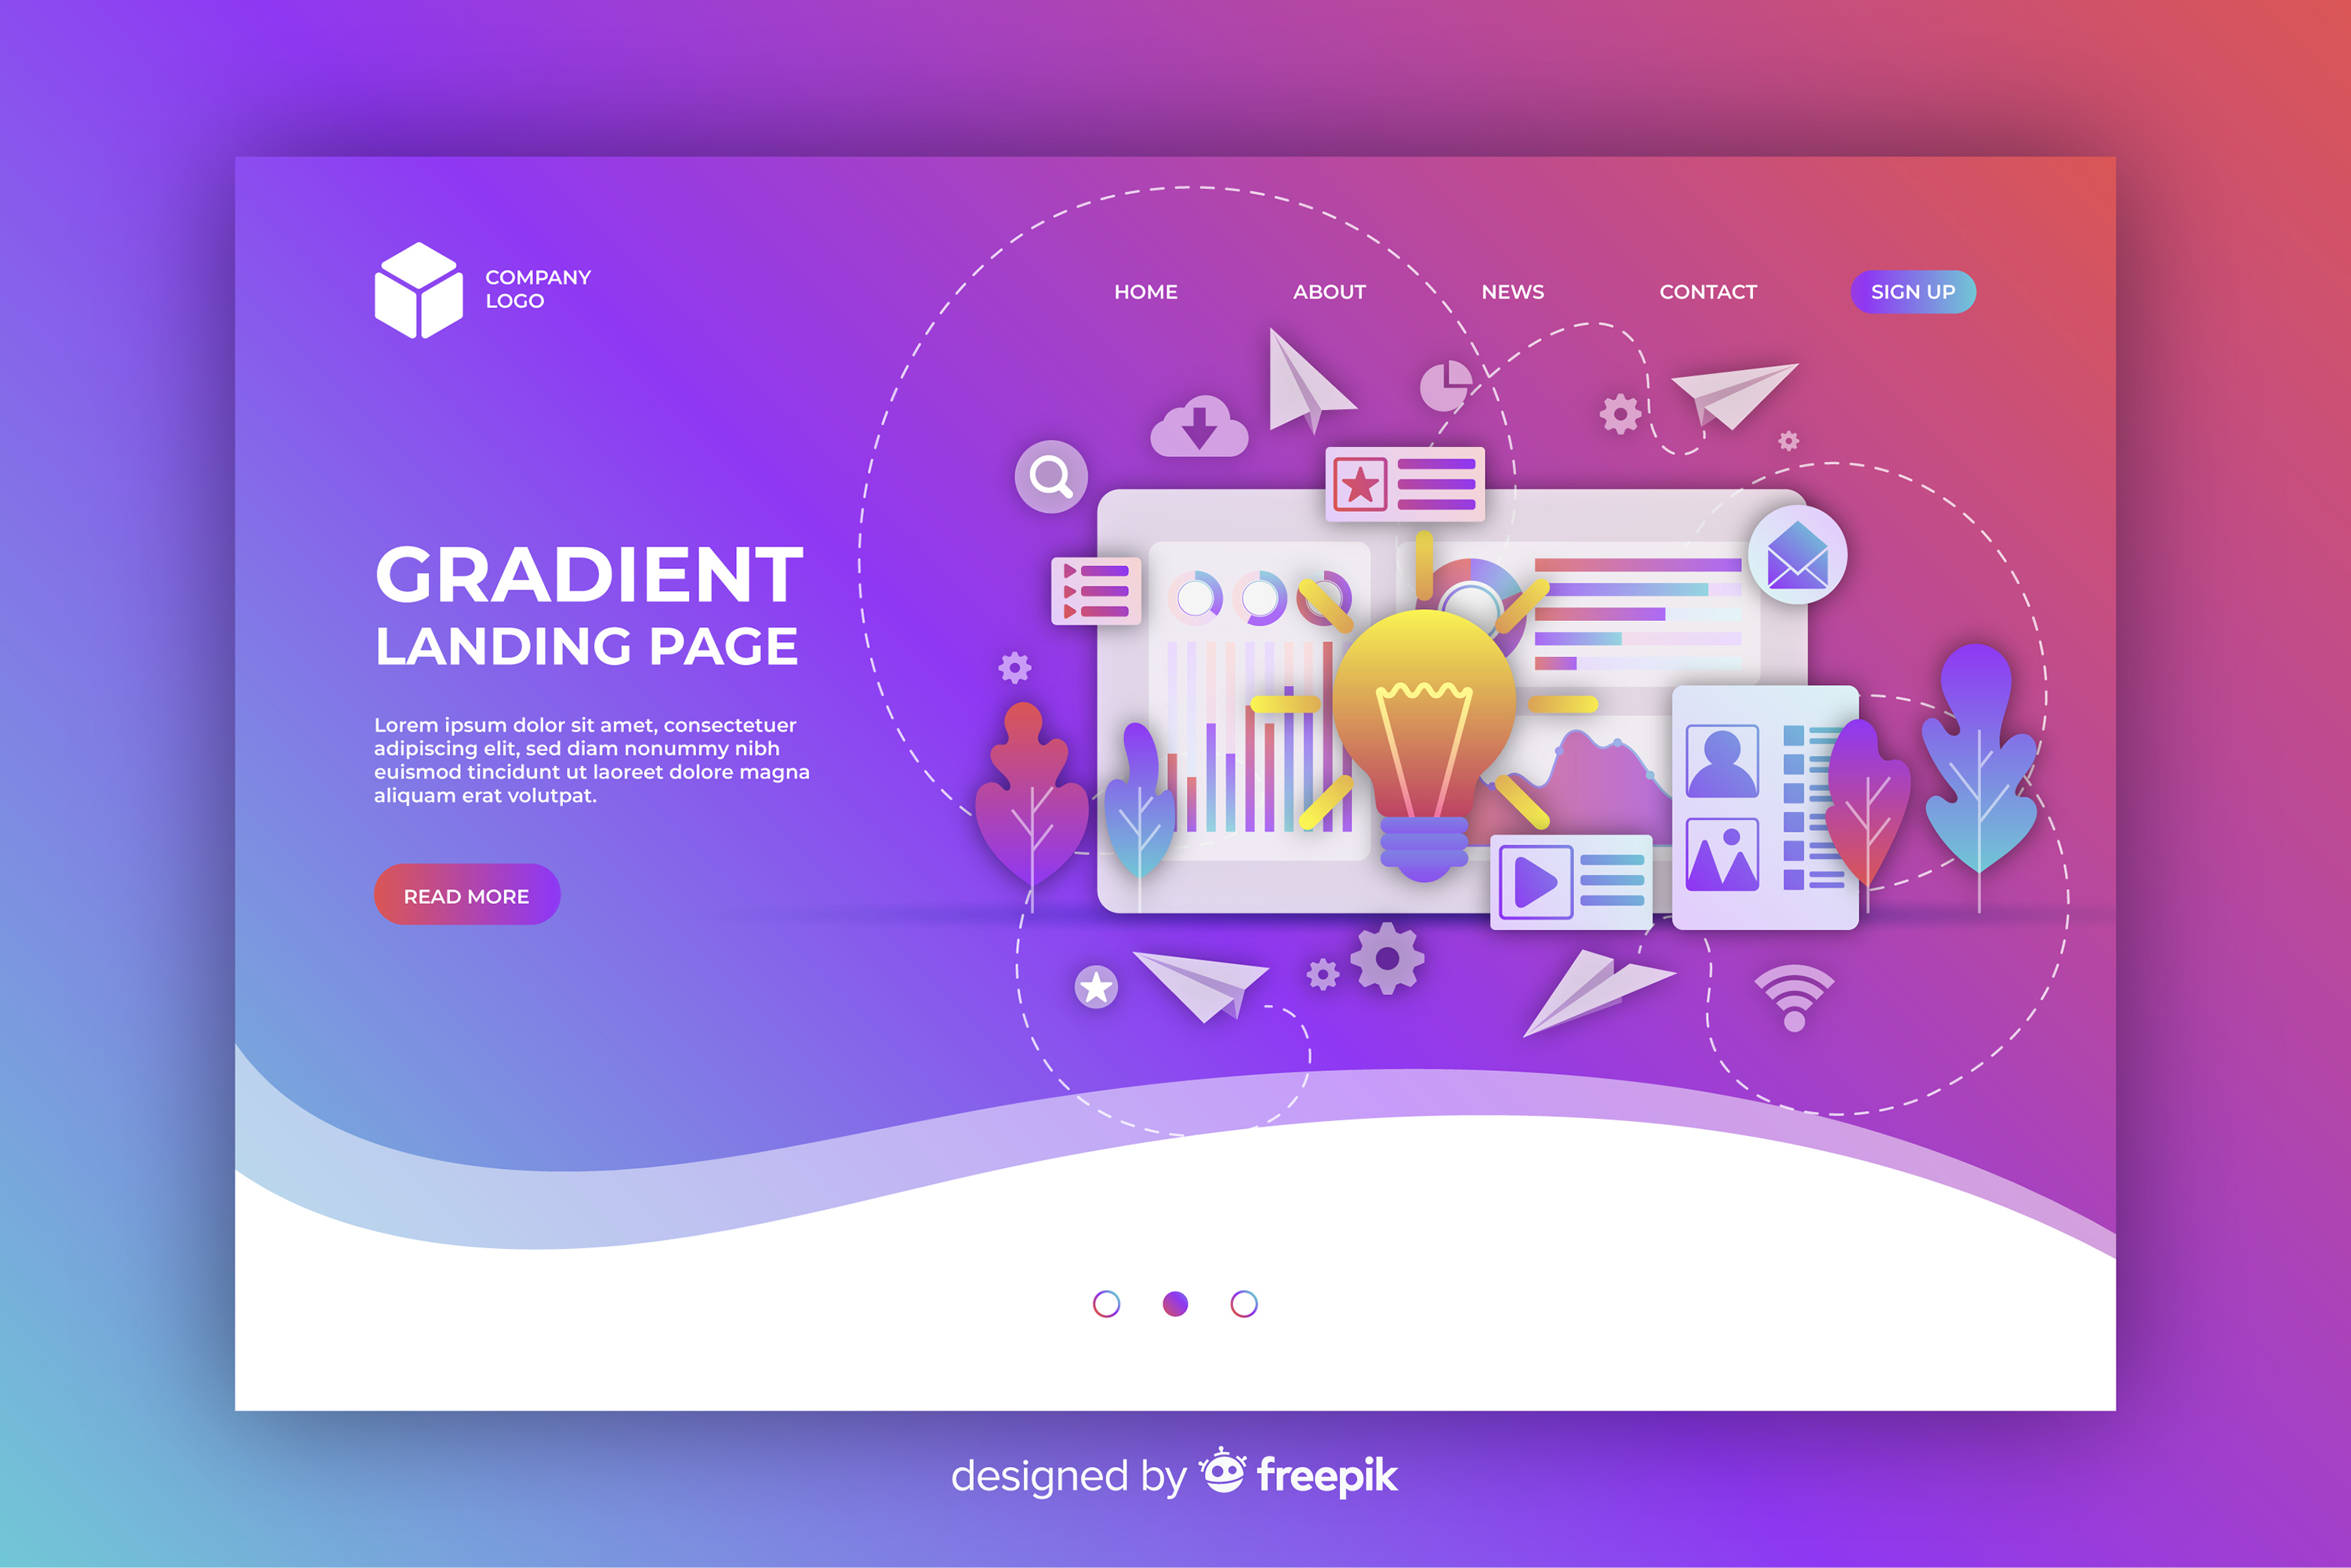 COMPANY
LOGO
HOME ABOUT NEWS CONTACT SIGN UP
GRADIENT
LANDING PAGE
Lorem ipsum dolor sit amet, consectetuer
adipiscing elit, sed diam nonummy nibh
euismod tincidunt ut laoreet dolore magna
aliquam erat volutpat.
READ MORE
designed by freepik